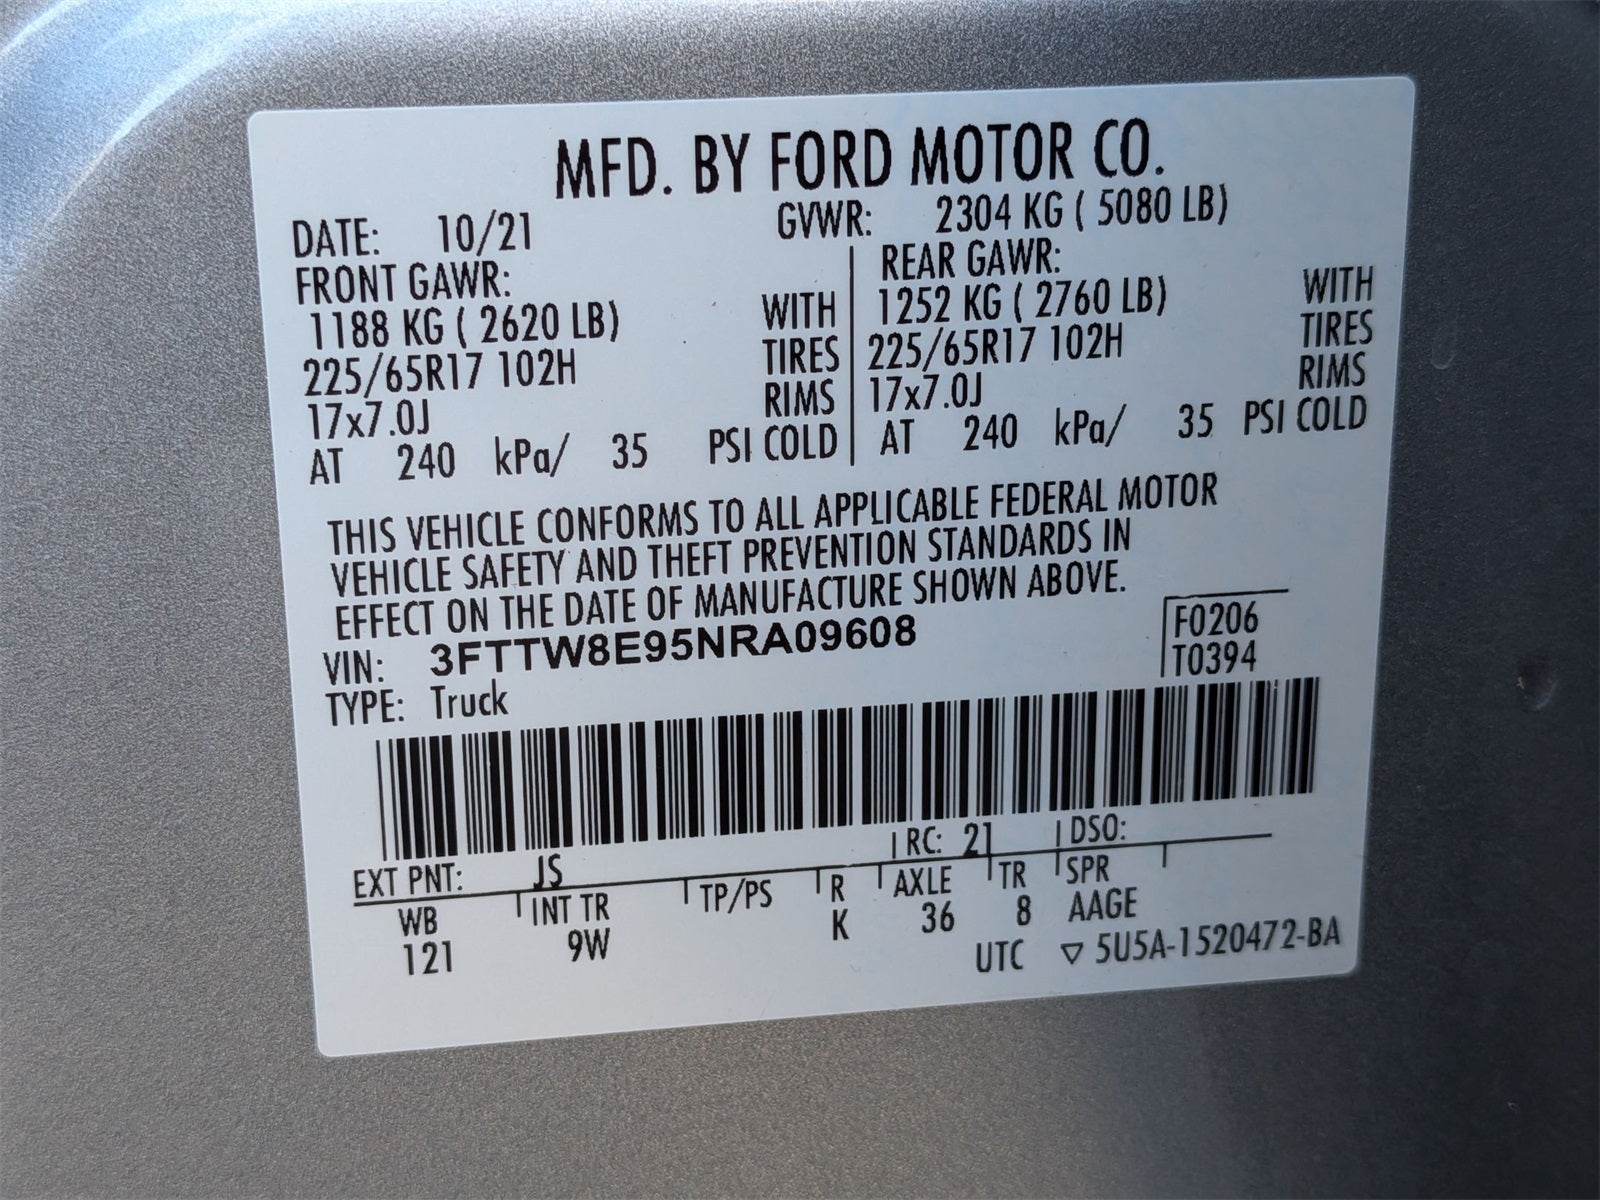 MFD. BY FORD MOTOR CO.
DATE: 10/21 GVWR: 2304 KG ( 5080 LB)
FRONT GAWR: REAR GAWR:
1188 KG ( 2620 LB) WITH 1252 KG ( 2760 LB) WITH
225/65R17 102H TIRES 225/65R17 102H TIRES
17x7.0J RIMS 17x7.0J RIMS
AT 240 kPa/ 35 PSI COLD AT 240 kPa/ 35 PSI COLD
THIS VEHICLE CONFORMS TO ALL APPLICABLE FEDERAL MOTOR
VEHICLE SAFETY AND THEFT PREVENTION STANDARDS IN
EFFECT ON THE DATE OF MANUFACTURE SHOWN ABOVE.
VIN: 3FTTW8E95NRA09608 F0206
TYPE: Truck T0394
EXT PNT: JS RC: 21 DSO:
WB INT TR TP/PS R AXLE TR SPR
121 9W K 36 8 AAGE
UTC ▽ 5U5A-1520472-BA